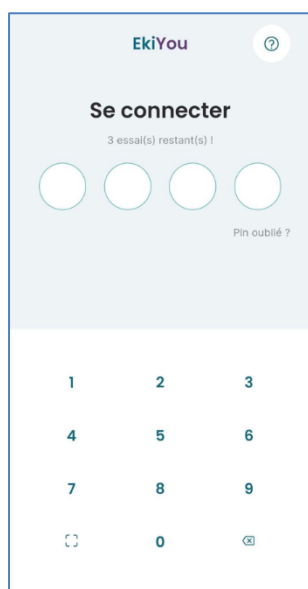 EkiYou
Se connecter
3 essai(s) restant(s) !
Pin oublié ?
1 2 3
4 5 6
7 8 9
0